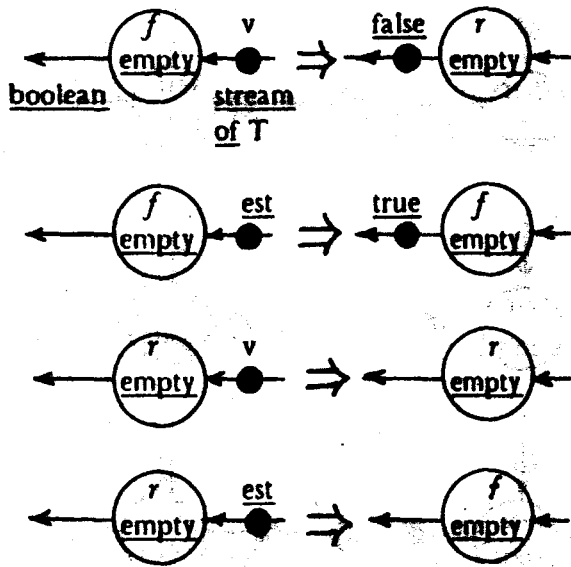 f v false r
empty empty
boolean stream
of T
f est true f
empty empty
r v r
empty empty
r est f
empty empty